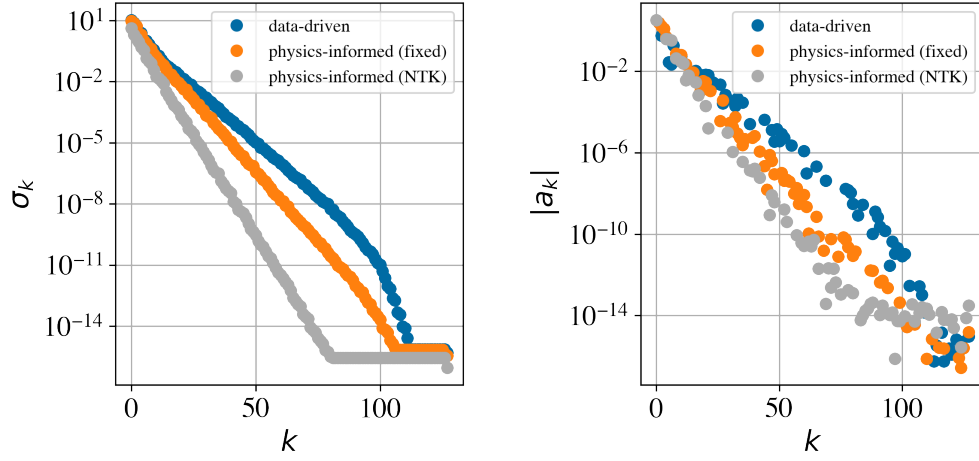 10^1
10^-2
10^-5
10^-8
10^-11
10^-14
σ_k
0
50
100
k
data-driven
physics-informed (fixed)
physics-informed (NTK)
10^-2
10^-6
10^-10
10^-14
|a_k|
0
50
100
k
data-driven
physics-informed (fixed)
physics-informed (NTK)